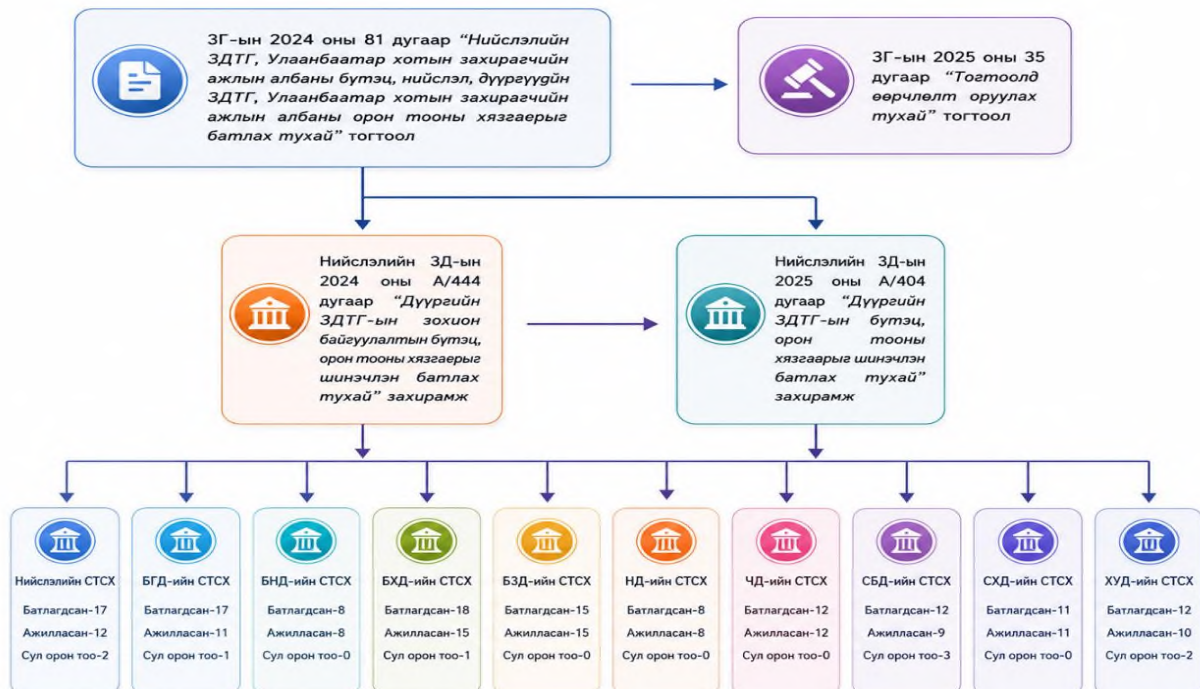 ЗГ-ын 2024 оны 81 дугаар “Нийслэлийн
ЗДТГ, Улаанбаатар хотын захирагчийн
ажлын албаны бүтэц, нийслэл, дүүргүүдийн
ЗДТГ, Улаанбаатар хотын захирагчийн
ажлын албаны орон тооны хязгаерыг
батлах тухай” тогтоол
ЗГ-ын 2025 оны 35
дугаар “Тогтоолд
өөрчлөлт оруулах
тухай” тогтоол
Нийслэлийн ЗД-ын
2024 оны А/444
дугаар “Дүүргийн
ЗДТГ-ын зохион
байгуулалтын бүтэц,
орон тооны хязгаерыг
шинэчлэн батлах
тухай” захирамж
Нийслэлийн ЗД-ын
2025 оны А/404
дугаар “Дүүргийн
ЗДТГ-ын бүтэц,
орон тооны
хязгаарыг шинэчлэн
батлах тухай”
захирамж
Нийслэлийн СТСХ
Батлагдсан-17
Ажилласан-12
Сул орон тоо-2
БГД-ийн СТСХ
Батлагдсан-17
Ажилласан-11
Сул орон тоо-1
БНД-ийн СТСХ
Батлагдсан-8
Ажилласан-8
Сул орон тоо-0
БХД-ийн СТСХ
Батлагдсан-18
Ажилласан-15
Сул орон тоо-1
БЗД-ийн СТСХ
Батлагдсан-15
Ажилласан-15
Сул орон тоо-0
НД-ийн СТСХ
Батлагдсан-8
Ажилласан-8
Сул орон тоо-0
ЧД-ийн СТСХ
Батлагдсан-12
Ажилласан-12
Сул орон тоо-0
СБД-ийн СТСХ
Батлагдсан-12
Ажилласан-9
Сул орон тоо-3
СХД-ийн СТСХ
Батлагдсан-11
Ажилласан-11
Сул орон тоо-0
ХУД-ийн СТСХ
Батлагдсан-12
Ажилласан-10
Сул орон тоо-2